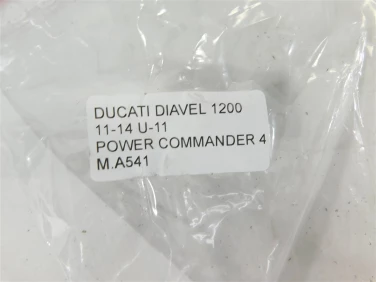 DUCATI DIAVEL 1200
11-14 U-11
POWER COMMANDER 4
M.A541